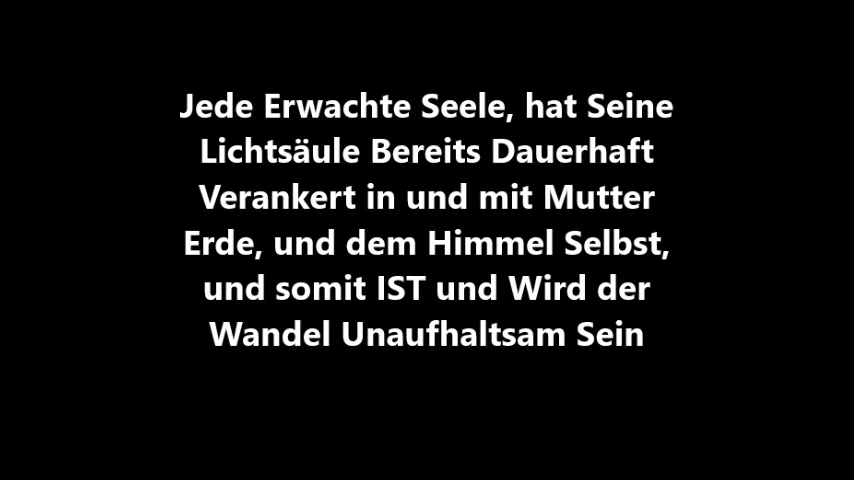 Jede Erwachte Seele, hat Seine
Lichtsäule Bereits Dauerhaft
Verankert in und mit Mutter
Erde, und dem Himmel Selbst,
und somit IST und Wird der
Wandel Unaufhaltsam Sein